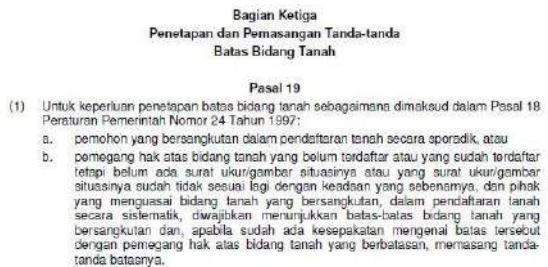 Bagian Ketiga
Penetapan dan Pemasangan Tanda-tanda
Batas Bidang Tanah
Pasal 19
(1) Untuk keperluan penetapan batas bidang tanah sebagaimana dimaksud dalam Pasal 18
Peraturan Pemerintah Nomor 24 Tahun 1997:
a. pemohon yang bersangkutan dalam pendaftaran tanah secara sporadik, atau
b. pemegang hak atas bidang tanah yang belum terdaftar atau yang sudah terdaftar
tetapi belum ada surat ukur/gambar situasinya atau yang surat ukur/gambar
situasinya sudah tidak sesuai lagi dengan keadaan yang sebenarnya, dan pihak
yang menguasai bidang tanah yang bersangkutan, dalam pendaftaran tanah
secara sistematik, diwajibkan menunjukkan batas-batas bidang tanah yang
bersangkutan dan, apabila sudah ada kesepakatan mengenai batas tersebut
dengan pemegang hak atas bidang tanah yang berbatasan, memasang tanda-
tanda batasnya.